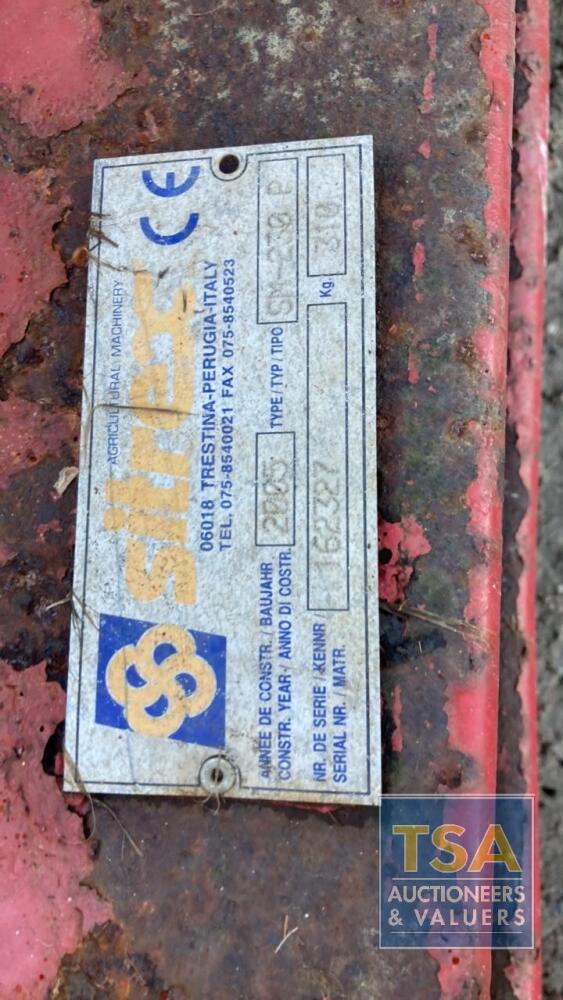 AGRICULTURAL MACHINERY
sitrex
CE
06018 TRESTINA-PERUGIA-ITALY
TEL. 075-8540021 FAX 075-8540523
ANNEE DE CONSTR. / BAUJAHR
CONSTR. YEAR / ANNO DI COSTR.
2005
TYPE / TYP / TIPO
SM-230 P
NR. DE SERIE / KENNR
SERIAL NR. / MATR.
162327
Kg.
310
TSA
AUCTIONEERS
& VALUERS